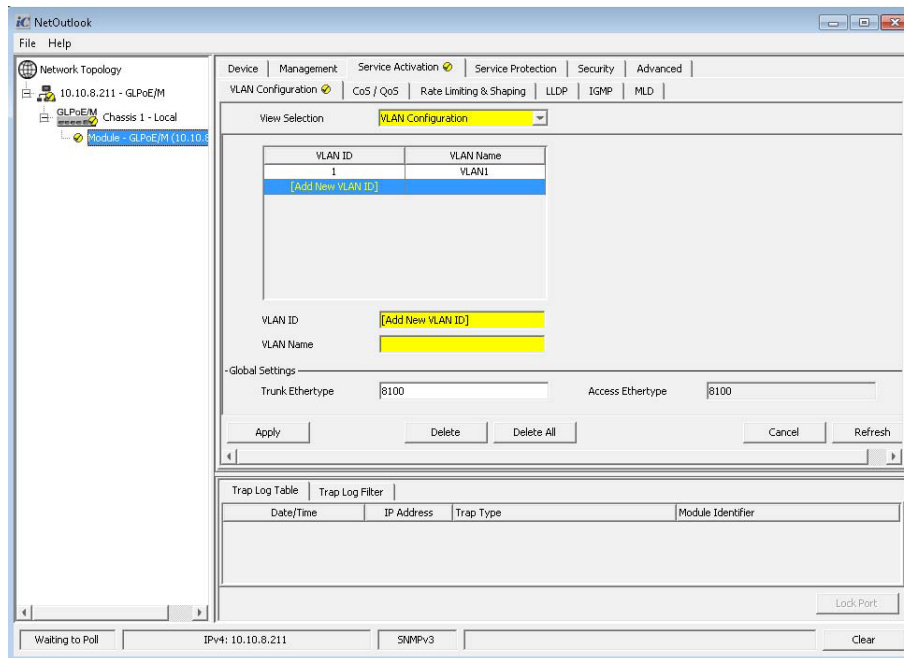 iC NetOutlook
File Help
Network Topology
10.10.8.211 - GLPoE/M
GLPoE/M Chassis 1 - Local
Module - GLPoE/M (10.10.8
Device Management Service Activation Service Protection Security Advanced
VLAN Configuration CoS / QoS Rate Limiting & Shaping LLDP IGMP MLD
View Selection VLAN Configuration
VLAN ID VLAN Name
1 VLAN1
[Add New VLAN ID]
VLAN ID [Add New VLAN ID]
VLAN Name
Global Settings
Trunk Ethertype 8100 Access Ethertype 8100
Apply Delete Delete All Cancel Refresh
Trap Log Table Trap Log Filter
Date/Time IP Address Trap Type Module Identifier
Lock Port
Waiting to Poll IPv4: 10.10.8.211 SNMPv3 Clear